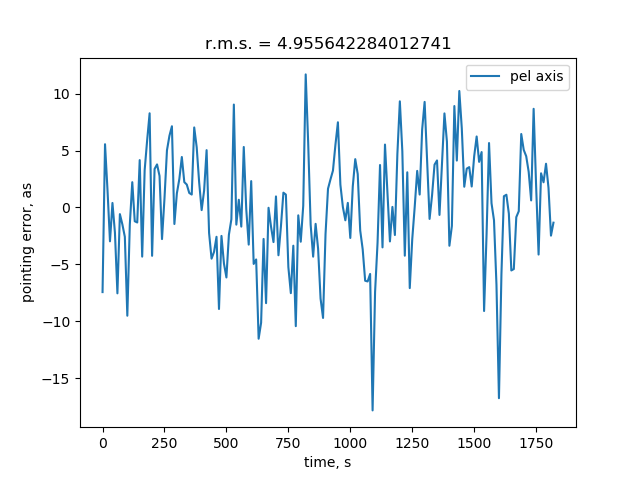 r.m.s. = 4.955642284012741
pel axis
10
5
0
−5
−10
−15
pointing error, as
0 250 500 750 1000 1250 1500 1750
time, s